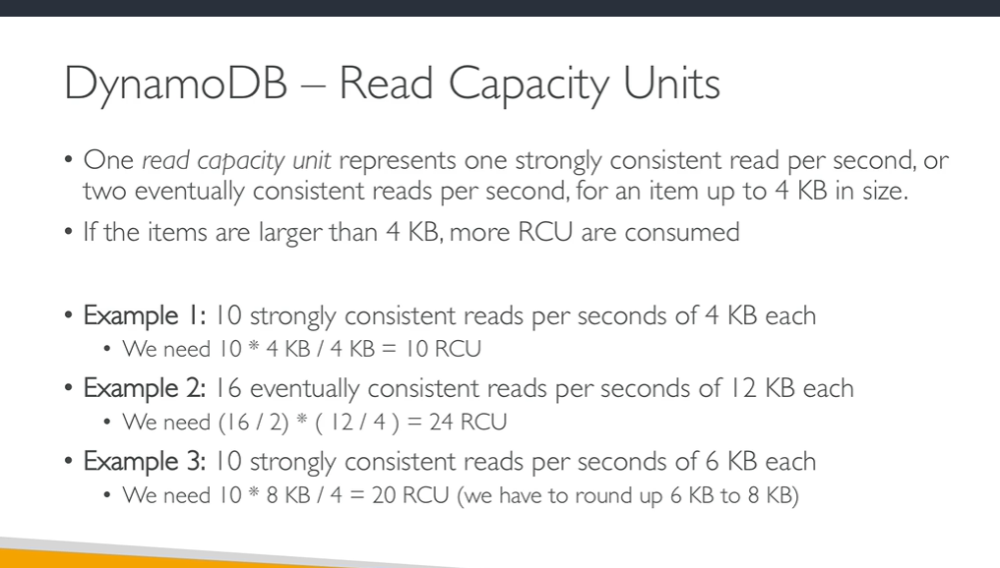 DynamoDB – Read Capacity Units
• One read capacity unit represents one strongly consistent read per second, or
two eventually consistent reads per second, for an item up to 4 KB in size.
• If the items are larger than 4 KB, more RCU are consumed
• Example 1: 10 strongly consistent reads per seconds of 4 KB each
• We need 10 * 4 KB / 4 KB = 10 RCU
• Example 2: 16 eventually consistent reads per seconds of 12 KB each
• We need (16 / 2) * ( 12 / 4 ) = 24 RCU
• Example 3: 10 strongly consistent reads per seconds of 6 KB each
• We need 10 * 8 KB / 4 = 20 RCU (we have to round up 6 KB to 8 KB)